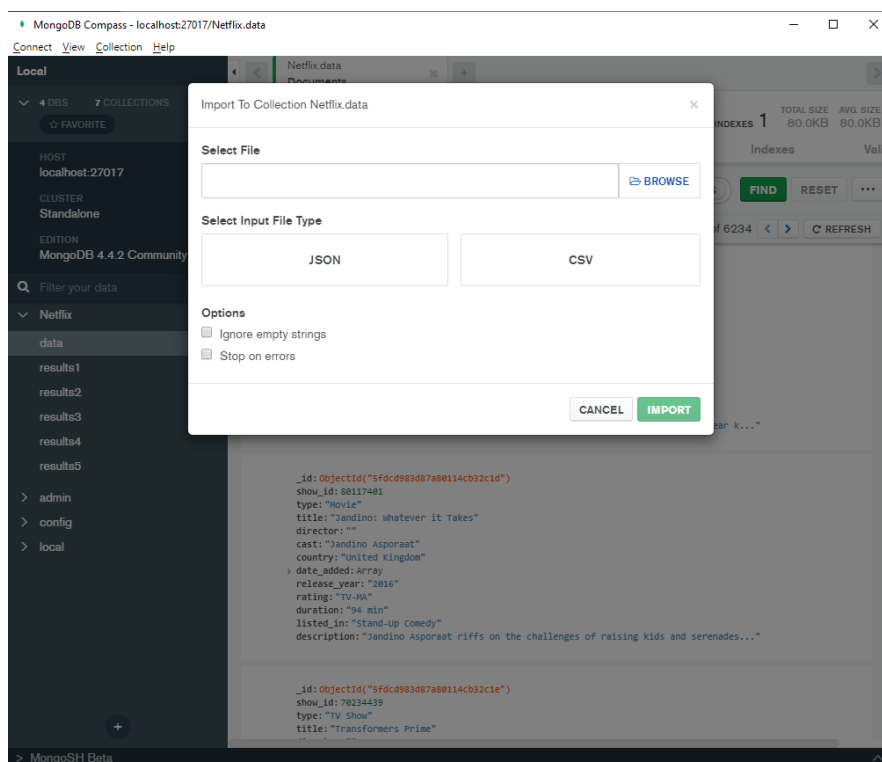 MongoDB Compass - localhost:27017/Netflix.data
Connect View Collection Help
Local
4 DBS 7 COLLECTIONS
FAVORITE
HOST
localhost:27017
CLUSTER
Standalone
EDITION
MongoDB 4.4.2 Community
Filter your data
Netflix
data
results1
results2
results3
results4
results5
admin
config
local
> MongoSH Beta
Netflix.data
Documents
INDEXES 1 TOTAL SIZE 80.0KB AVG. SIZE 80.0KB
Indexes Val
FIND RESET
of 6234 REFRESH
Import To Collection Netflix.data
Select File
BROWSE
Select Input File Type
JSON CSV
Options
Ignore empty strings
Stop on errors
CANCEL IMPORT
ear k..."
_id: ObjectId("5fdcd983d87a80114cb32c1d")
show_id: 80117401
type: "Movie"
title: "Jandino: Whatever it Takes"
director: ""
cast: "Jandino Asporaat"
country: "United Kingdom"
> date_added: Array
release_year: "2016"
rating: "TV-MA"
duration: "94 min"
listed_in: "Stand-Up Comedy"
description: "Jandino Asporaat riffs on the challenges of raising kids and serenades..."
_id: ObjectId("5fdcd983d87a80114cb32c1e")
show_id: 70234439
type: "TV Show"
title: "Transformers Prime"